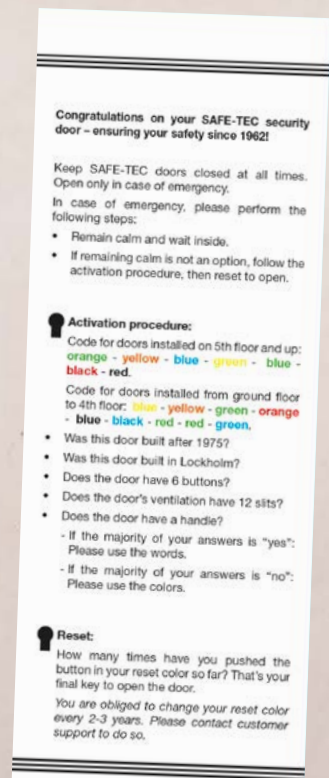 Congratulations on your SAFE-TEC security
door – ensuring your safety since 1962!
Keep SAFE-TEC doors closed at all times.
Open only in case of emergency.
In case of emergency, please perform the
following steps:
• Remain calm and wait inside.
• If remaining calm is not an option, follow the
activation procedure, then reset to open.
Activation procedure:
Code for doors installed on 5th floor and up:
orange - yellow - blue - green - blue -
black - red.
Code for doors installed from ground floor
to 4th floor: blue - yellow - green - orange
- blue - black - red - red - green.
• Was this door built after 1975?
• Was this door built in Lockholm?
• Does the door have 6 buttons?
• Does the door's ventilation have 12 slits?
• Does the door have a handle?
- If the majority of your answers is "yes":
Please use the words.
- If the majority of your answers is "no":
Please use the colors.
Reset:
How many times have you pushed the
button in your reset color so far? That's your
final key to open the door.
You are obliged to change your reset color
every 2-3 years. Please contact customer
support to do so.